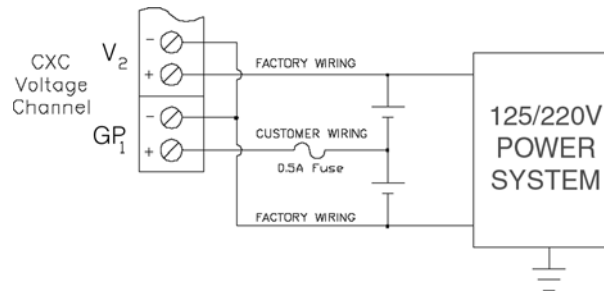 CXC
Voltage
Channel
V2
-
+
GP1
-
+
FACTORY WIRING
CUSTOMER WIRING
0.5A Fuse
FACTORY WIRING
125/220V
POWER
SYSTEM